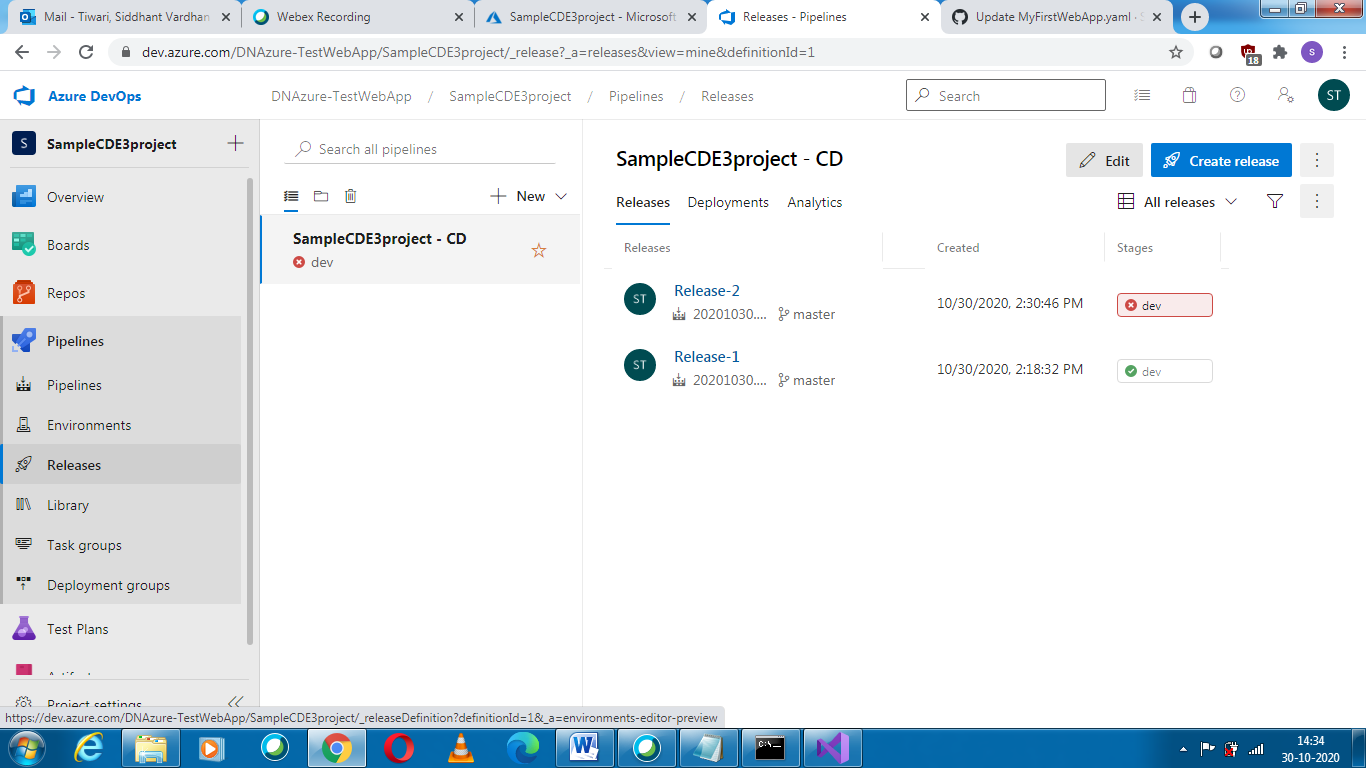 Mail - Tiwari, Siddhant Vardhan
Webex Recording
SampleCDE3project - Microsoft
Releases - Pipelines
Update MyFirstWebApp.yaml ·
dev.azure.com/DNAzure-TestWebApp/SampleCDE3project/_release?_a=releases&view=mine&definitionId=1
18
S
Azure DevOps
DNAzure-TestWebApp / SampleCDE3project / Pipelines / Releases
Search
ST
S SampleCDE3project
Overview
Boards
Repos
Pipelines
Pipelines
Environments
Releases
Library
Task groups
Deployment groups
Test Plans
Project settings
Search all pipelines
New
SampleCDE3project - CD
dev
SampleCDE3project - CD
Edit
Create release
Releases Deployments Analytics
All releases
Releases Created Stages
ST Release-2
20201030.... master
10/30/2020, 2:30:46 PM
dev
ST Release-1
20201030.... master
10/30/2020, 2:18:32 PM
dev
https://dev.azure.com/DNAzure-TestWebApp/SampleCDE3project/_releaseDefinition?definitionId=1&_a=environments-editor-preview
14:34
30-10-2020